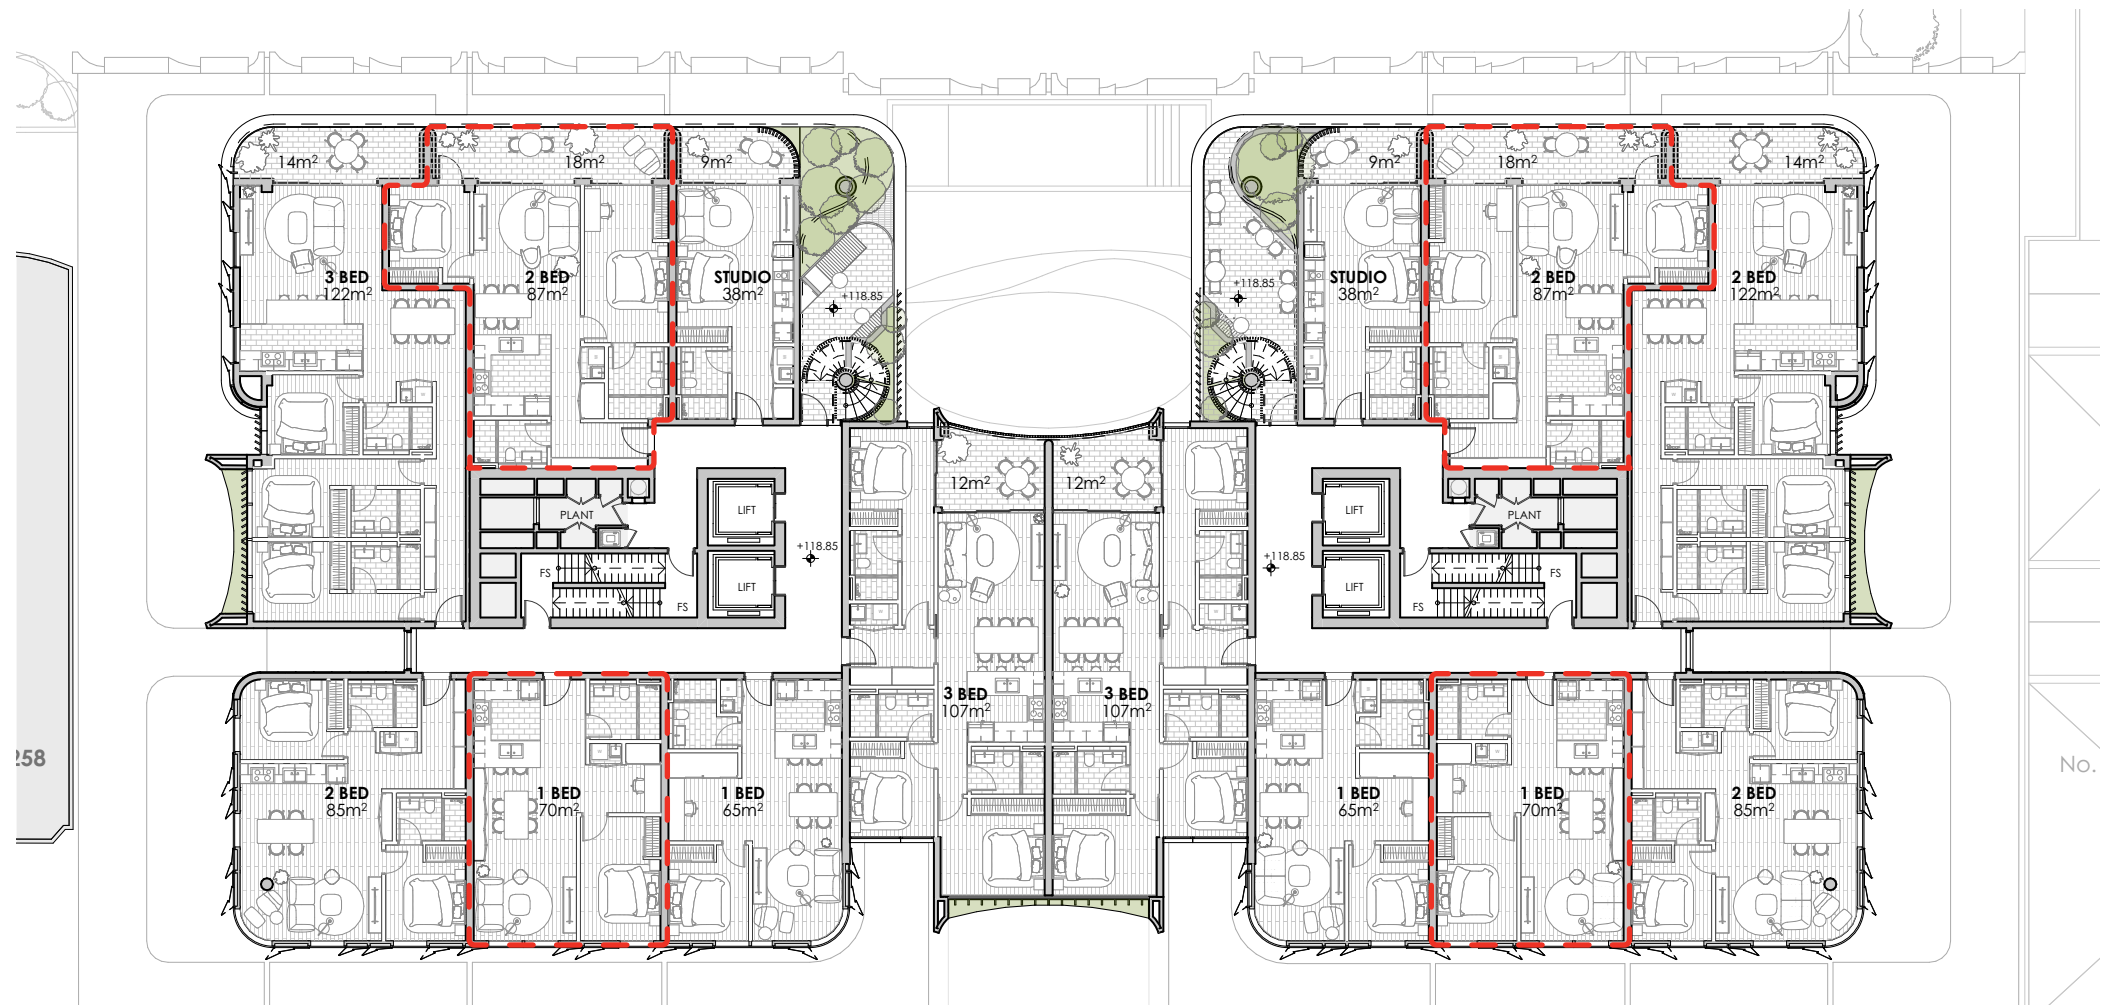 14m²
18m²
9m²
9m²
18m²
14m²
3 BED
122m²
2 BED
87m²
STUDIO
38m²
+118.85
+118.85
STUDIO
38m²
2 BED
87m²
2 BED
122m²
12m²
12m²
PLANT
LIFT
LIFT
PLANT
+118.85
+118.85
FS
LIFT
LIFT
FS
FS
FS
3 BED
107m²
3 BED
107m²
258
No.
2 BED
85m²
1 BED
70m²
1 BED
65m²
1 BED
65m²
1 BED
70m²
2 BED
85m²